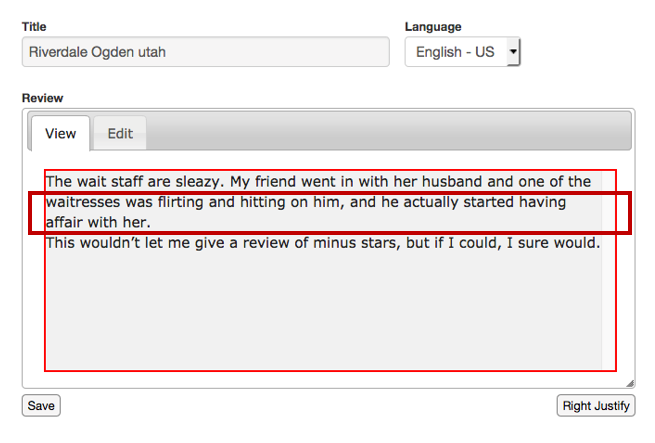 Title
Language
Riverdale Ogden utah
English - US
Review
View
Edit
The wait staff are sleazy. My friend went in with her husband and one of the
waitresses was flirting and hitting on him, and he actually started having
affair with her.
This wouldn’t let me give a review of minus stars, but if I could, I sure would.
Save
Right Justify